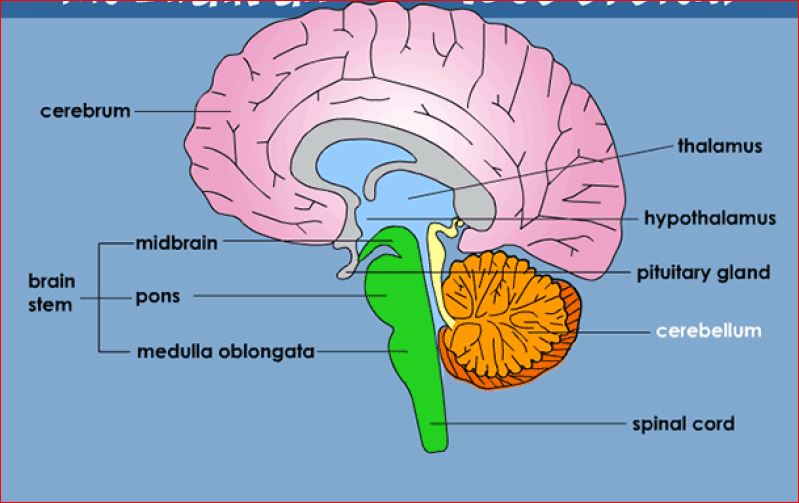 cerebrum
thalamus
hypothalamus
midbrain
pituitary gland
brain
stem
pons
cerebellum
medulla oblongata
spinal cord